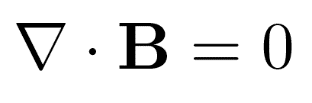 ∇ · 𝐁 = 0